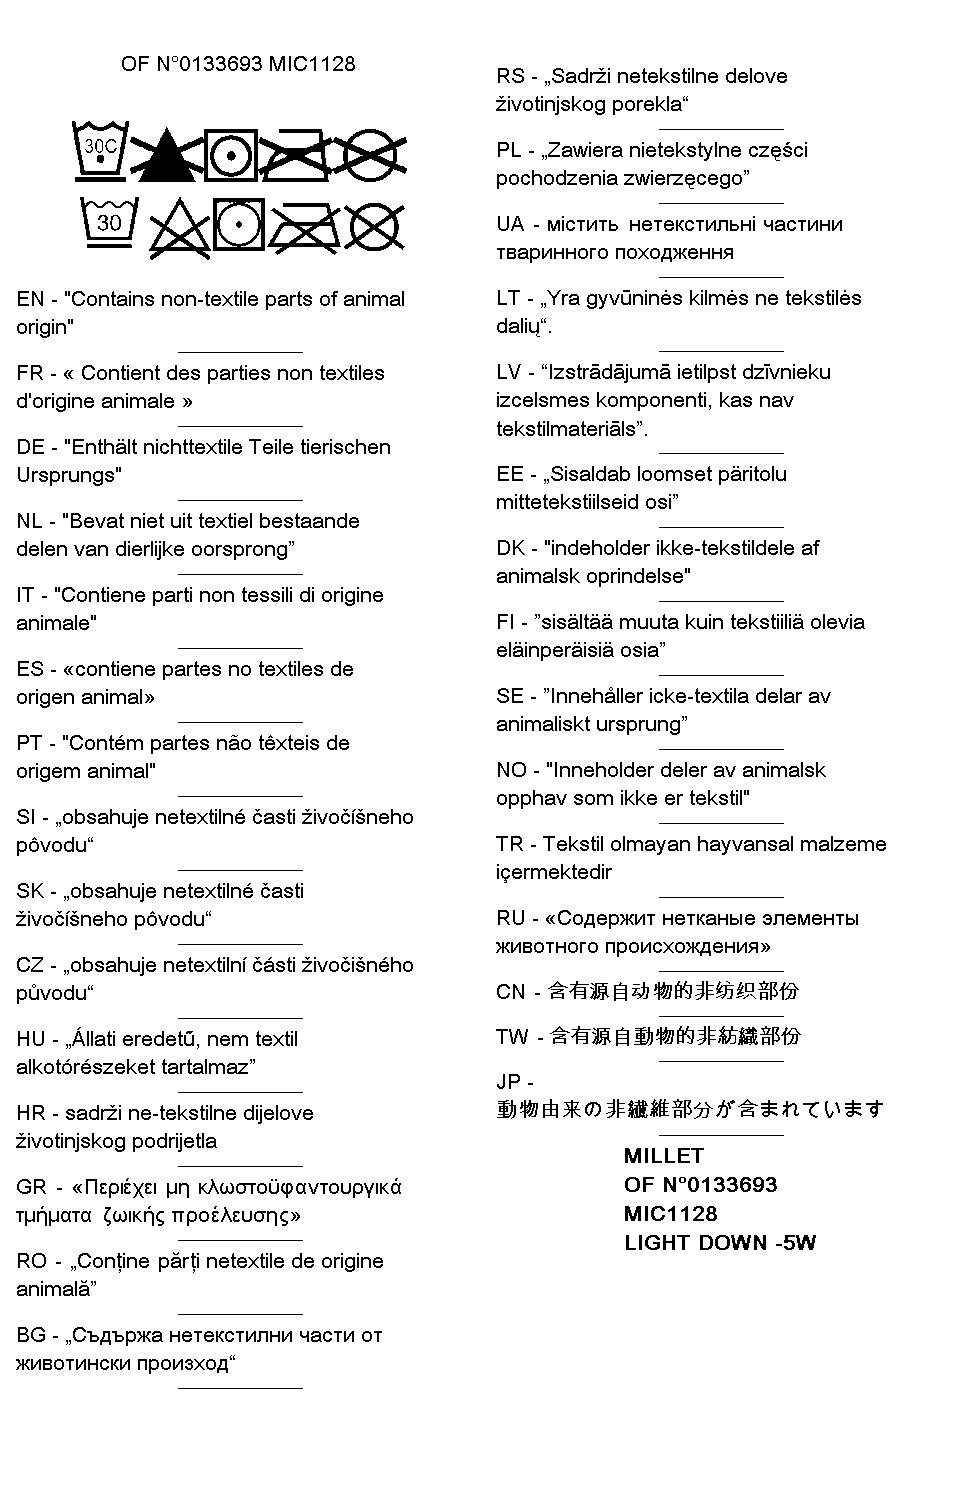 OF N°0133693 MIC1128
30C
30
EN - "Contains non-textile parts of animal
origin"
FR - « Contient des parties non textiles
d'origine animale »
DE - "Enthält nichttextile Teile tierischen
Ursprungs"
NL - "Bevat niet uit textiel bestaande
delen van dierlijke oorsprong”
IT - "Contiene parti non tessili di origine
animale"
ES - «contiene partes no textiles de
origen animal»
PT - "Contém partes não têxteis de
origem animal"
SI - „obsahuje netextilné časti živočíšneho
pôvodu“
SK - „obsahuje netextilné časti
živočíšneho pôvodu“
CZ - „obsahuje netextilní části živočišného
původu“
HU - „Állati eredetű, nem textil
alkotórészeket tartalmaz”
HR - sadrži ne-tekstilne dijelove
životinjskog podrijetla
GR - «Περιέχει μη κλωστοϋφαντουργικά
τμήματα ζωικής προέλευσης»
RO - „Conține părți netextile de origine
animală”
BG - „Съдържа нетекстилни части от
животински произход“
RS - „Sadrži netekstilne delove
životinjskog porekla“
PL - „Zawiera nietekstylne części
pochodzenia zwierzęcego”
UA - містить нетекстильні частини
тваринного походження
LT - „Yra gyvūninės kilmės ne tekstilės
dalių“.
LV - “Izstrādājumā ietilpst dzīvnieku
izcelsmes komponenti, kas nav
tekstilmateriāls”.
EE - „Sisaldab loomset päritolu
mittetekstiilseid osi”
DK - "indeholder ikke-tekstildele af
animalsk oprindelse"
FI - ”sisältää muuta kuin tekstiiliä olevia
eläinperäisiä osia”
SE - ”Innehåller icke-textila delar av
animaliskt ursprung”
NO - "Inneholder deler av animalsk
opphav som ikke er tekstil"
TR - Tekstil olmayan hayvansal malzeme
içermektedir
RU - «Содержит нетканые элементы
животного происхождения»
CN - 含有源自动物的非纺织部份
TW - 含有源自動物的非紡織部份
JP -
動物由来の非繊維部分が含まれています
MILLET
OF N°0133693
MIC1128
LIGHT DOWN -5W